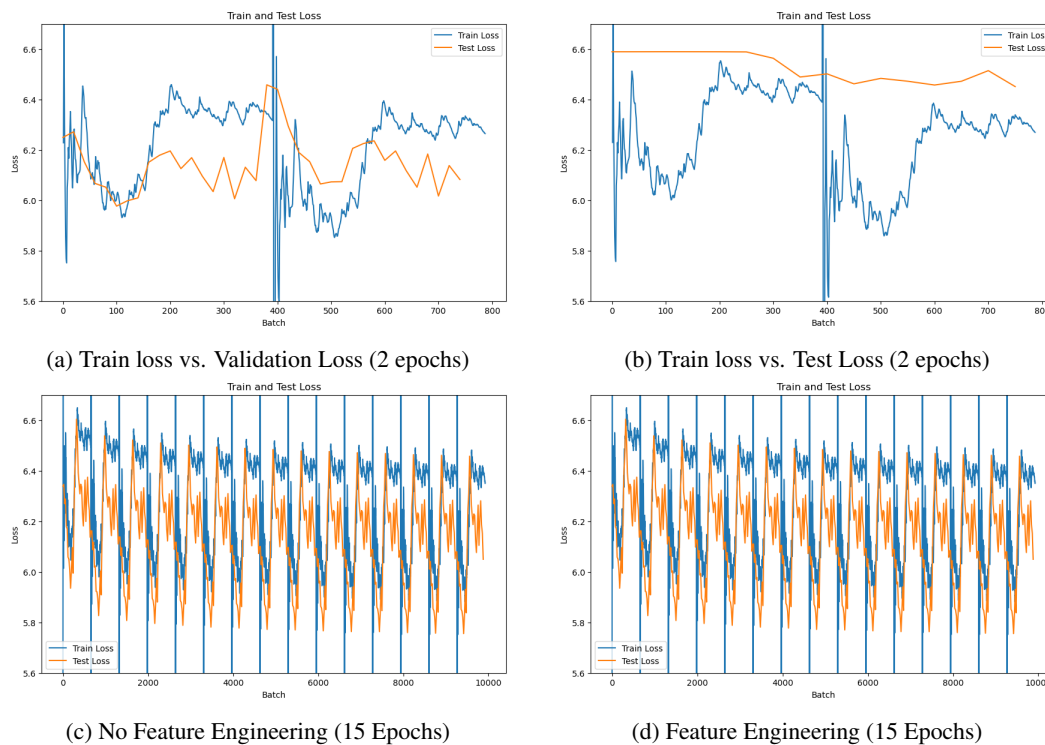 Train and Test Loss
Train Loss
Test Loss
6.6
6.4
6.2
6.0
5.8
5.6
Loss
0 100 200 300 400 500 600 700 800
Batch
(a) Train loss vs. Validation Loss (2 epochs)
Train and Test Loss
Train Loss
Test Loss
6.6
6.4
6.2
6.0
5.8
5.6
Loss
0 100 200 300 400 500 600 700 800
Batch
(b) Train loss vs. Test Loss (2 epochs)
Train and Test Loss
6.6
6.4
6.2
6.0
5.8
5.6
Loss
Train Loss
Test Loss
0 2000 4000 6000 8000 10000
Batch
(c) No Feature Engineering (15 Epochs)
Train and Test Loss
6.6
6.4
6.2
6.0
5.8
5.6
Loss
Train Loss
Test Loss
0 2000 4000 6000 8000
Batch
(d) Feature Engineering (15 Epochs)